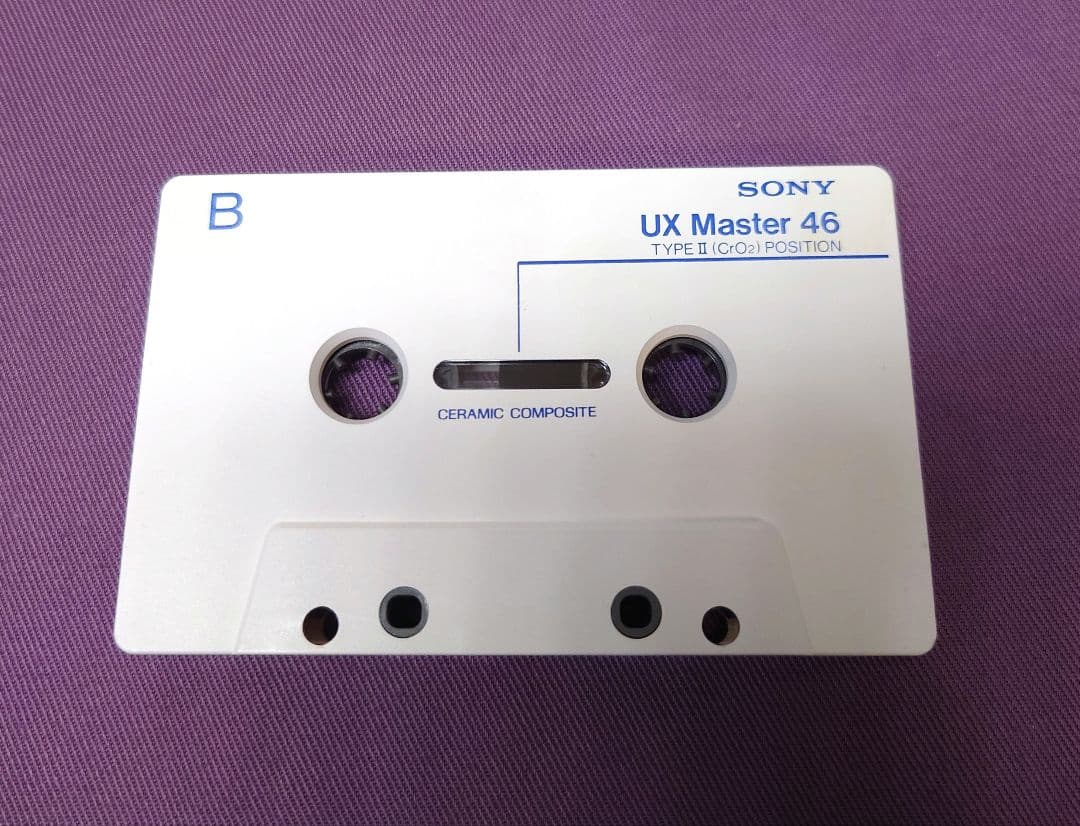 B
SONY
UX Master 46
TYPE II (CrO2) POSITION
CERAMIC COMPOSITE